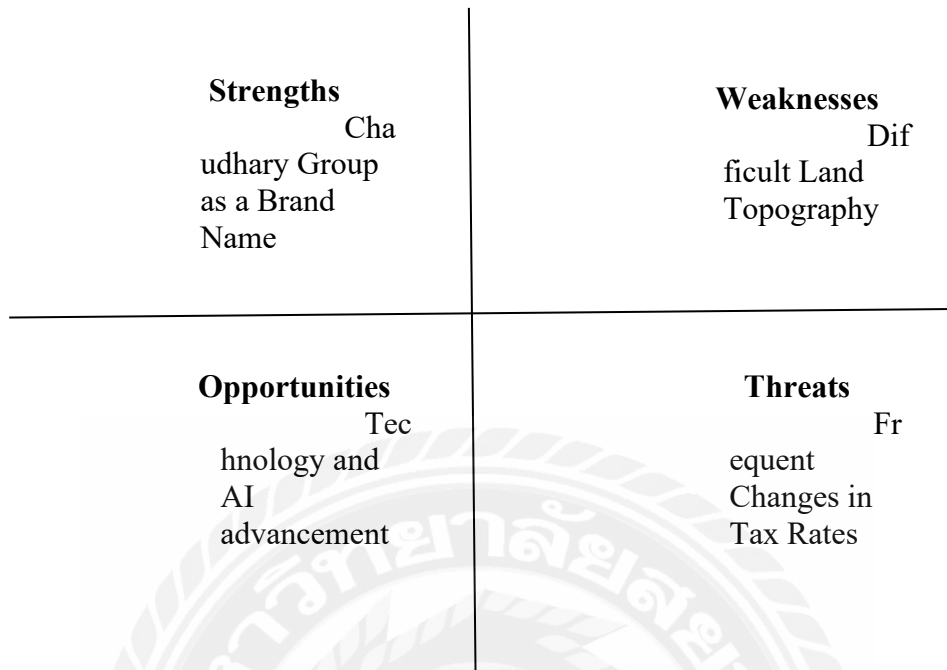 Strengths
Cha
udhary Group
as a Brand
Name
Weaknesses
Dif
ficult Land
Topography
Opportunities
Tec
hnology and
AI
advancement
Threats
Fr
equent
Changes in
Tax Rates